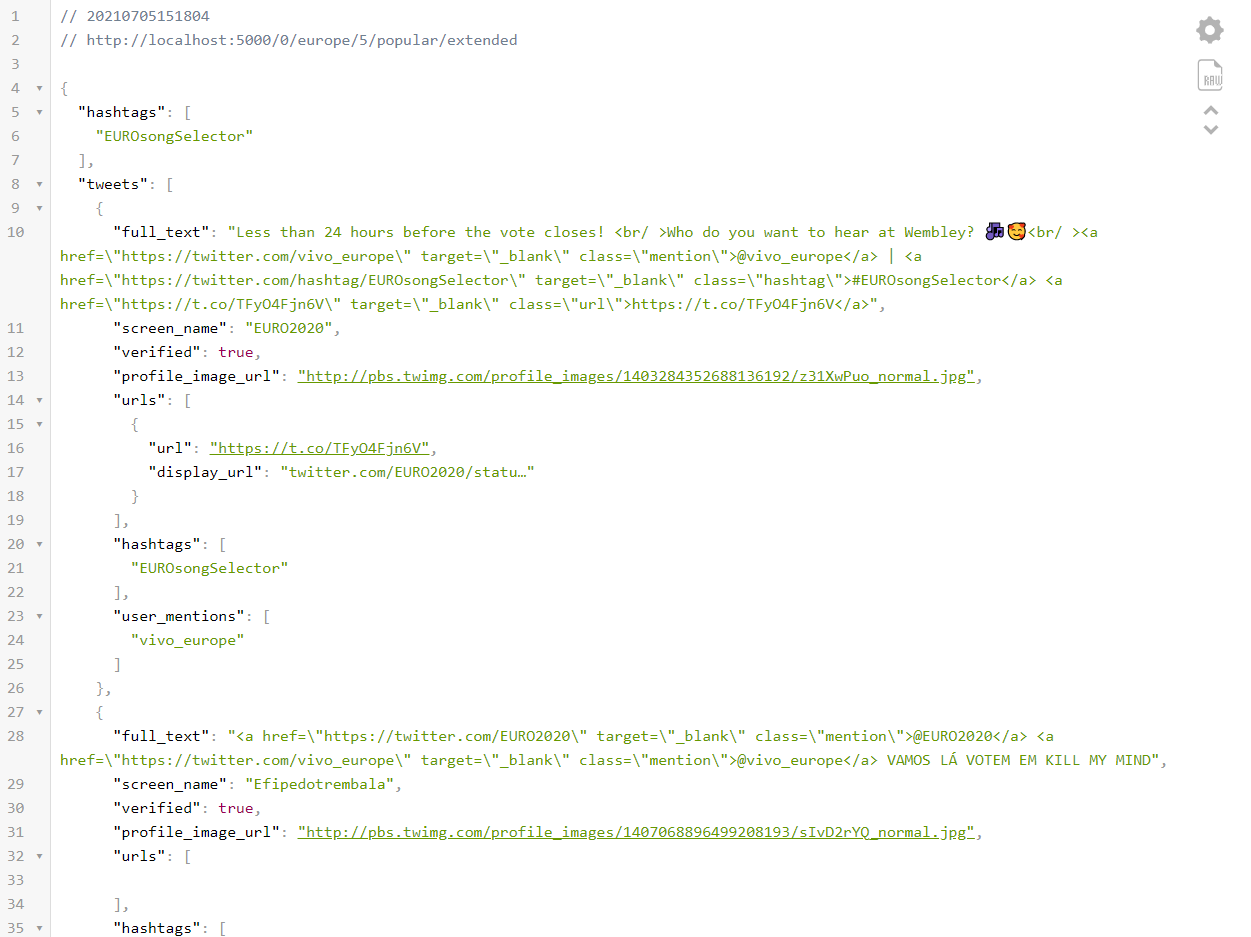 1 // 20210705151804
2 // http://localhost:5000/0/europe/5/popular/extended
3
4 {
5 "hashtags": [
6 "EUROsongSelector"
7 ],
8 "tweets": [
9 {
10 "full_text": "Less than 24 hours before the vote closes! <br/ >Who do you want to hear at Wembley? 🎶🥰<br/ ><a
href=\"https://twitter.com/vivo_europe\" target=\"_blank\" class=\"mention\">@vivo_europe</a> | <a
href=\"https://twitter.com/hashtag/EUROsongSelector\" target=\"_blank\" class=\"hashtag\">#EUROsongSelector</a> <a
href=\"https://t.co/TFyO4Fjn6V\" target=\"_blank\" class=\"url\">https://t.co/TFyO4Fjn6V</a>",
11 "screen_name": "EURO2020",
12 "verified": true,
13 "profile_image_url": "http://pbs.twimg.com/profile_images/1403284352688136192/z31XwPuo_normal.jpg",
14 "urls": [
15 {
16 "url": "https://t.co/TFyO4Fjn6V",
17 "display_url": "twitter.com/EURO2020/statu…"
18 }
19 ],
20 "hashtags": [
21 "EUROsongSelector"
22 ],
23 "user_mentions": [
24 "vivo_europe"
25 ]
26 },
27 {
28 "full_text": "<a href=\"https://twitter.com/EURO2020\" target=\"_blank\" class=\"mention\">@EURO2020</a> <a
href=\"https://twitter.com/vivo_europe\" target=\"_blank\" class=\"mention\">@vivo_europe</a> VAMOS LÁ VOTEM EM KILL MY MIND",
29 "screen_name": "Efipedotrembala",
30 "verified": true,
31 "profile_image_url": "http://pbs.twimg.com/profile_images/1407068896499208193/sIvD2rYQ_normal.jpg",
32 "urls": [
33
34 ],
35 "hashtags": [
RAW